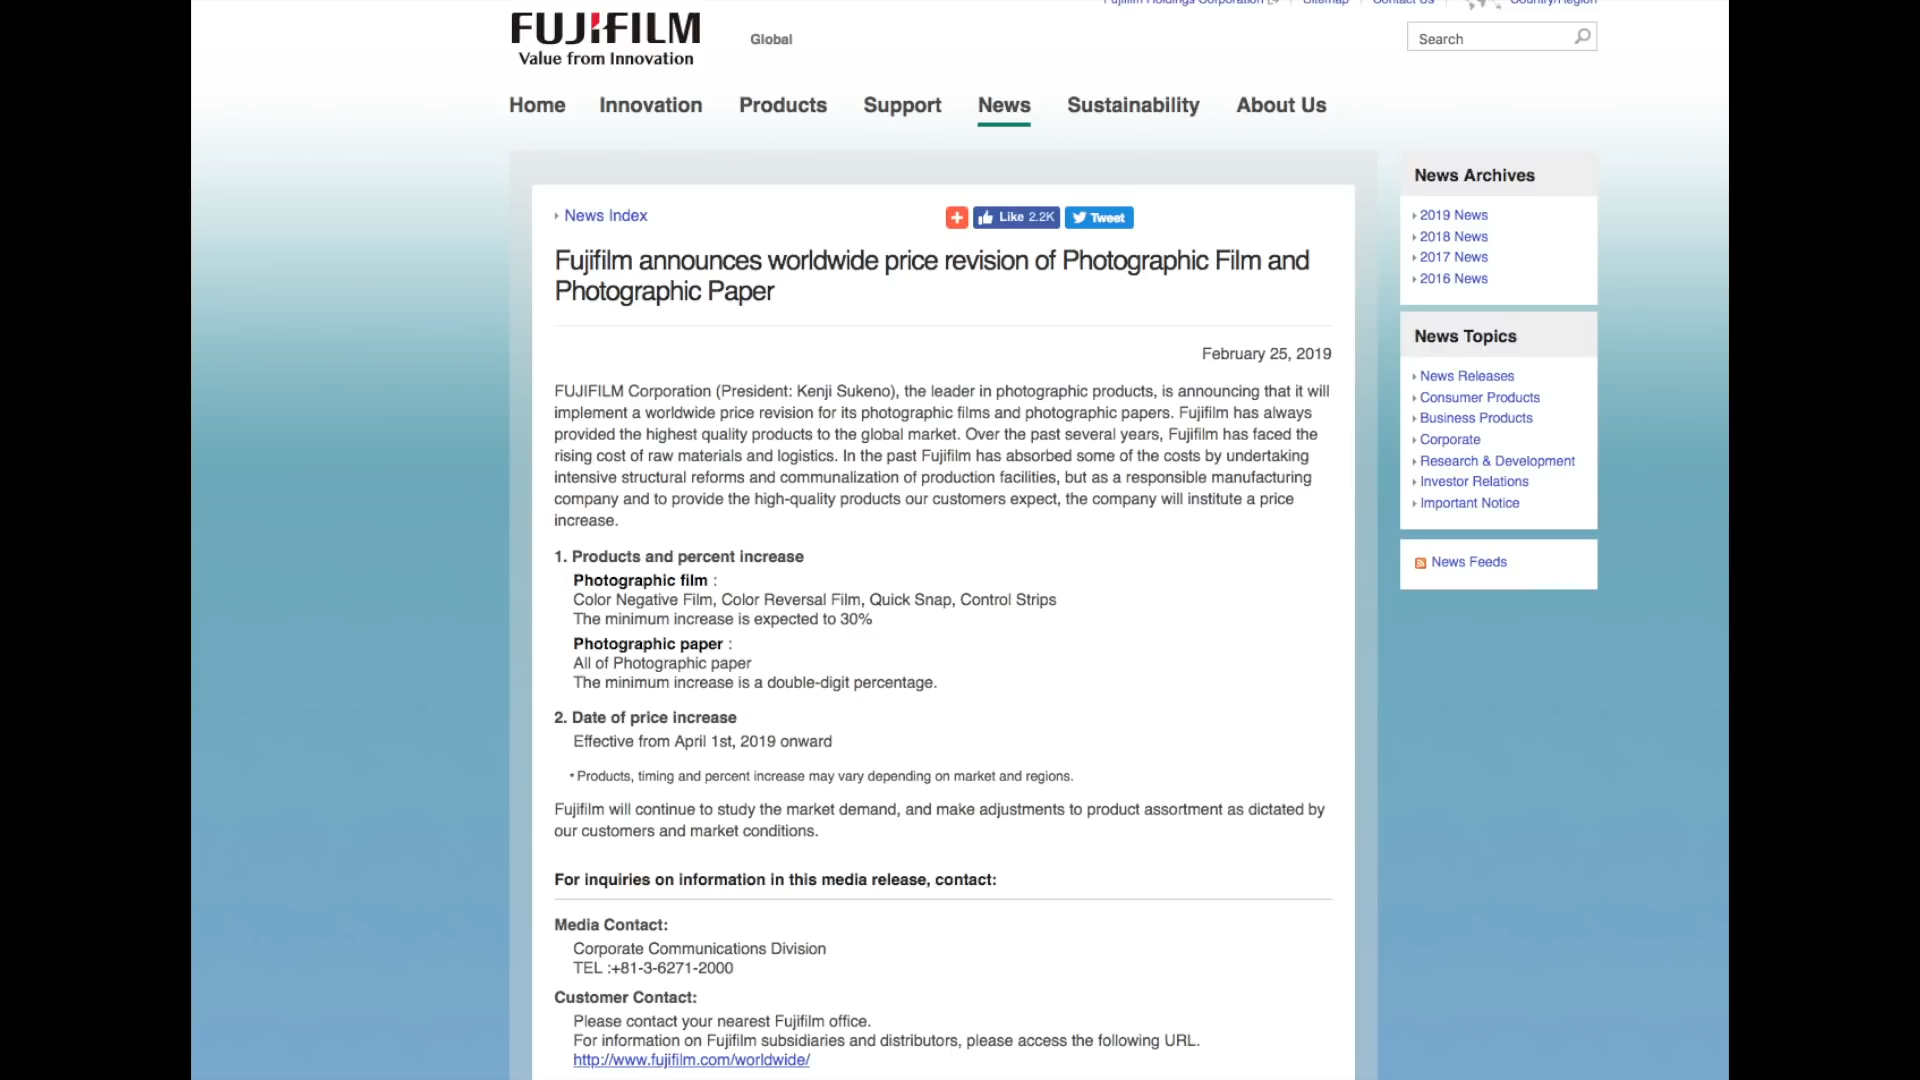 Fujifilm Holdings Corporation Sitemap Contact Us Country/Region
FUJIFILM
Value from Innovation
Global
Search
Home Innovation Products Support News Sustainability About Us
News Index
Like 2.2K
Tweet
Fujifilm announces worldwide price revision of Photographic Film and
Photographic Paper
February 25, 2019
FUJIFILM Corporation (President: Kenji Sukeno), the leader in photographic products, is announcing that it will
implement a worldwide price revision for its photographic films and photographic papers. Fujifilm has always
provided the highest quality products to the global market. Over the past several years, Fujifilm has faced the
rising cost of raw materials and logistics. In the past Fujifilm has absorbed some of the costs by undertaking
intensive structural reforms and communalization of production facilities, but as a responsible manufacturing
company and to provide the high-quality products our customers expect, the company will institute a price
increase.
1. Products and percent increase
Photographic film :
Color Negative Film, Color Reversal Film, Quick Snap, Control Strips
The minimum increase is expected to 30%
Photographic paper :
All of Photographic paper
The minimum increase is a double-digit percentage.
2. Date of price increase
Effective from April 1st, 2019 onward
* Products, timing and percent increase may vary depending on market and regions.
Fujifilm will continue to study the market demand, and make adjustments to product assortment as dictated by
our customers and market conditions.
For inquiries on information in this media release, contact:
Media Contact:
Corporate Communications Division
TEL :+81-3-6271-2000
Customer Contact:
Please contact your nearest Fujifilm office.
For information on Fujifilm subsidiaries and distributors, please access the following URL.
http://www.fujifilm.com/worldwide/
News Archives
2019 News
2018 News
2017 News
2016 News
News Topics
News Releases
Consumer Products
Business Products
Corporate
Research & Development
Investor Relations
Important Notice
News Feeds